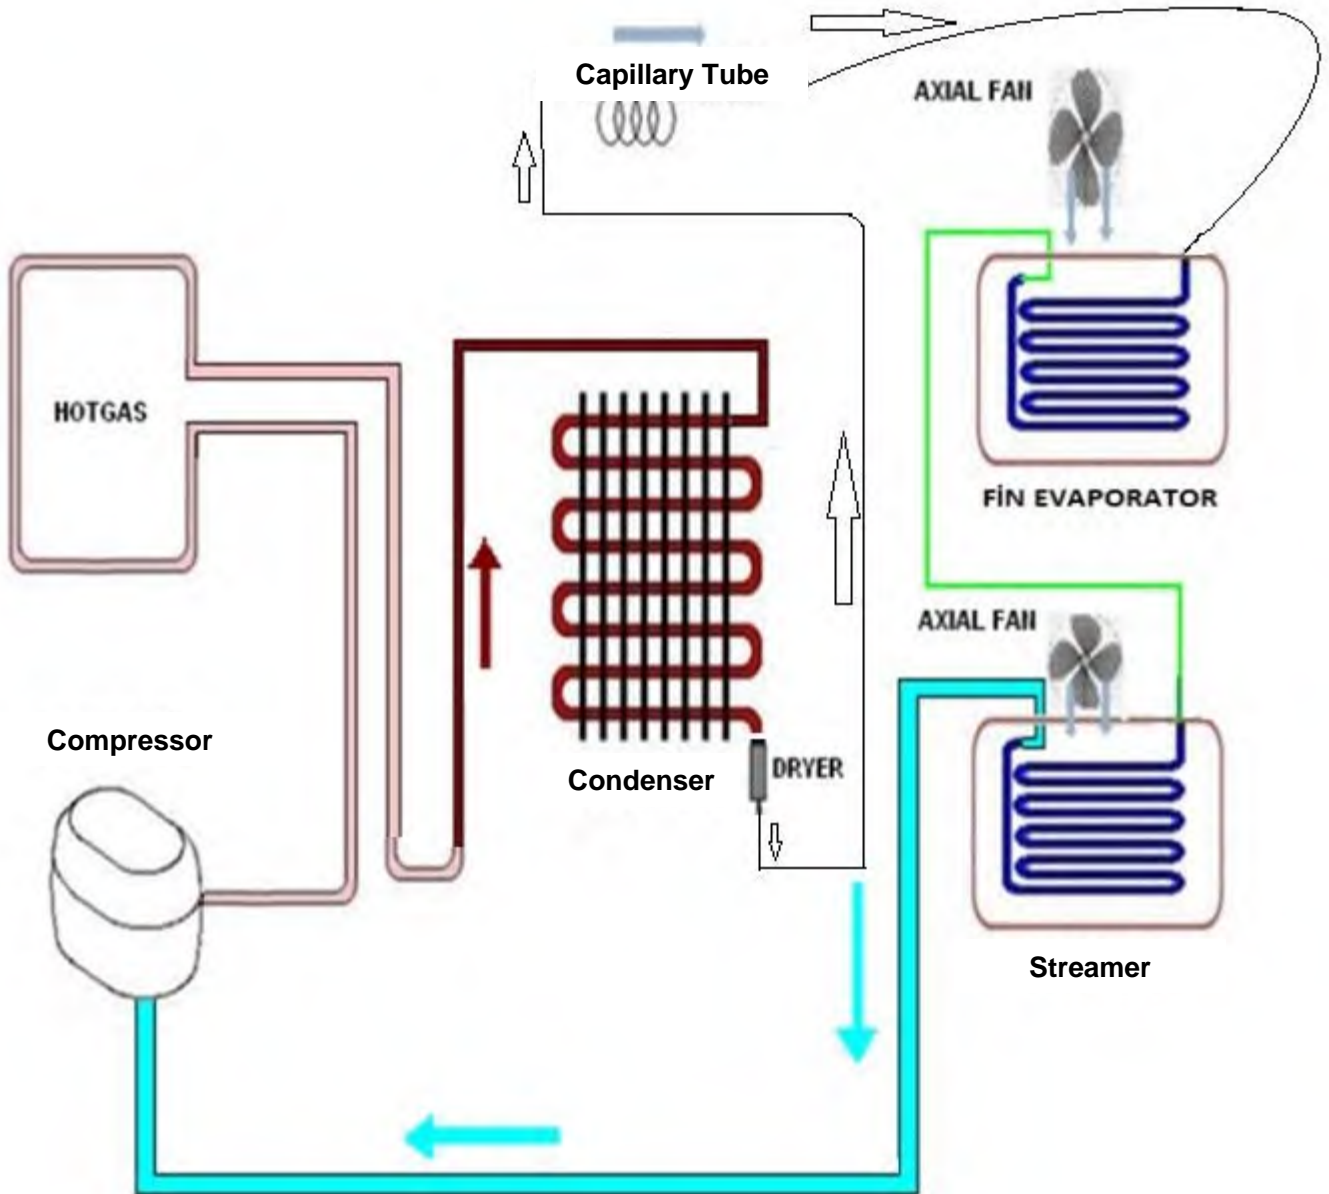 Capillary Tube
AXIAL FAN
HOTGAS
FİN EVAPORATOR
AXIAL FAN
Compressor
Condenser
DRYER
Streamer